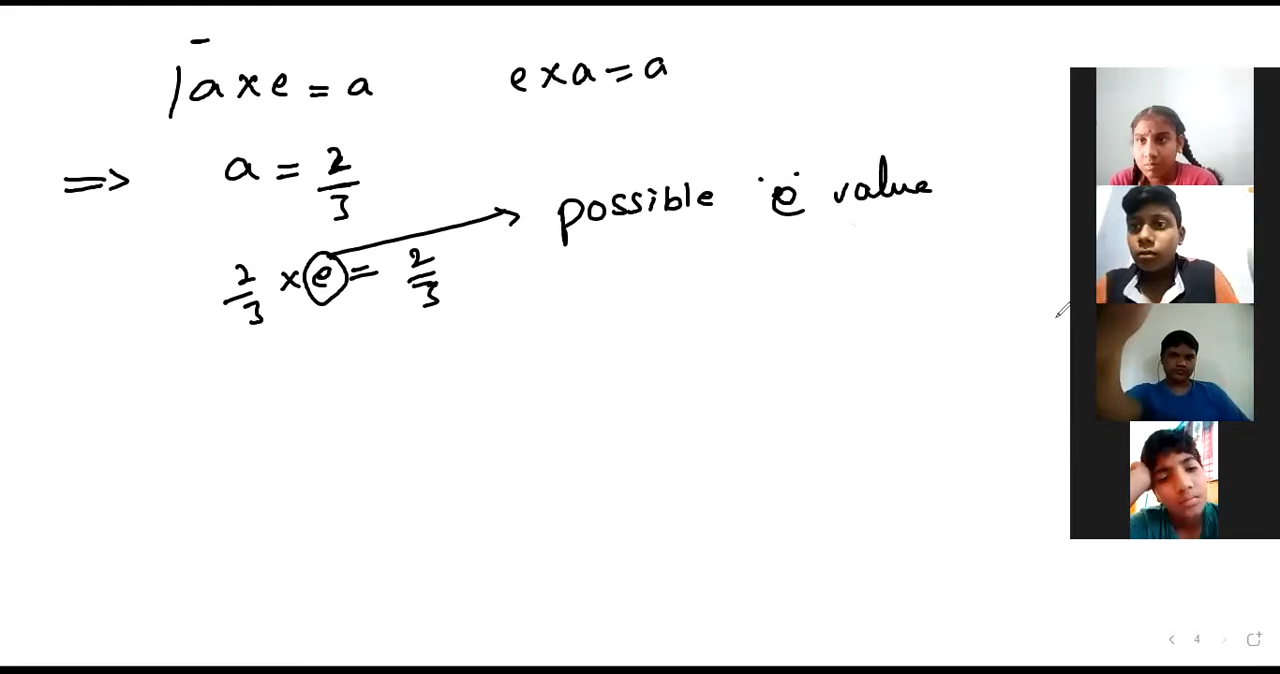 a x e = a e x a = a
=> a = 2/3
possible 'e' value
2/3 x e = 2/3
4